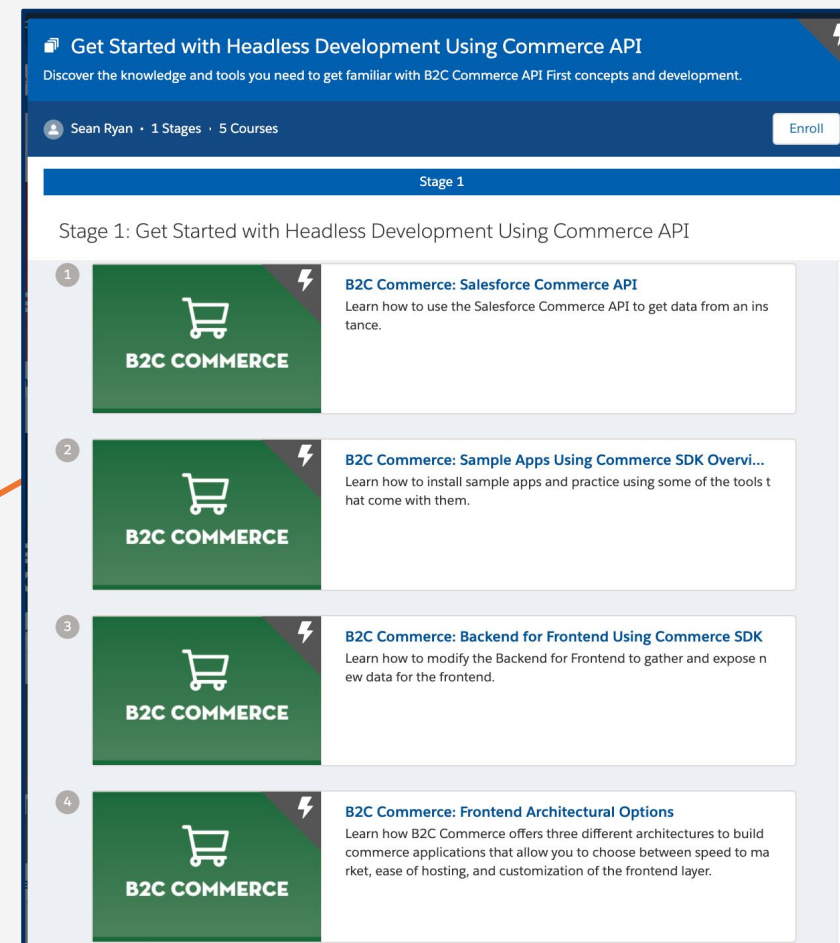 Get Started with Headless Development Using Commerce API
Discover the knowledge and tools you need to get familiar with B2C Commerce API First concepts and development.
Sean Ryan • 1 Stages · 5 Courses
Enroll
Stage 1
Stage 1: Get Started with Headless Development Using Commerce API
1
B2C COMMERCE
B2C Commerce: Salesforce Commerce API
Learn how to use the Salesforce Commerce API to get data from an ins
tance.
2
B2C COMMERCE
B2C Commerce: Sample Apps Using Commerce SDK Overvi...
Learn how to install sample apps and practice using some of the tools t
hat come with them.
3
B2C COMMERCE
B2C Commerce: Backend for Frontend Using Commerce SDK
Learn how to modify the Backend for Frontend to gather and expose n
ew data for the frontend.
4
B2C COMMERCE
B2C Commerce: Frontend Architectural Options
Learn how B2C Commerce offers three different architectures to build
commerce applications that allow you to choose between speed to ma
rket, ease of hosting, and customization of the frontend layer.